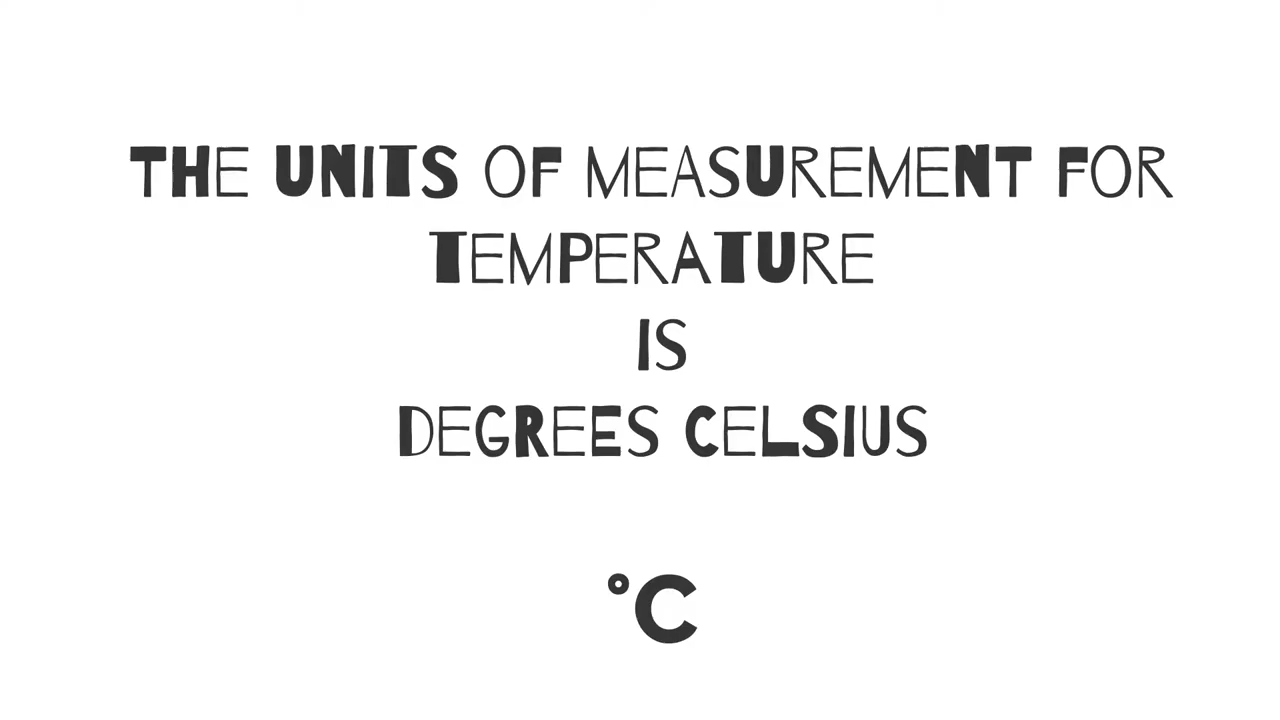 THE UNITS OF MEASUREMENT FOR
TEMPERATURE
IS
DEGREES CELSIUS
°C